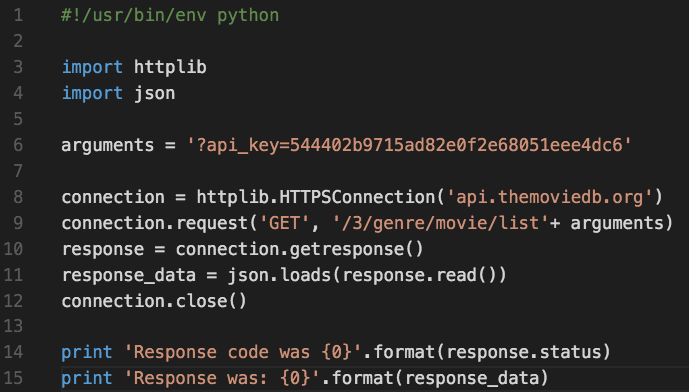 1 #!/usr/bin/env python
2
3 import httplib
4 import json
5
6 arguments = '?api_key=544402b9715ad82e0f2e68051eee4dc6'
7
8 connection = httplib.HTTPSConnection('api.themoviedb.org')
9 connection.request('GET', '/3/genre/movie/list'+ arguments)
10 response = connection.getresponse()
11 response_data = json.loads(response.read())
12 connection.close()
13
14 print 'Response code was {0}'.format(response.status)
15 print 'Response was: {0}'.format(response_data)